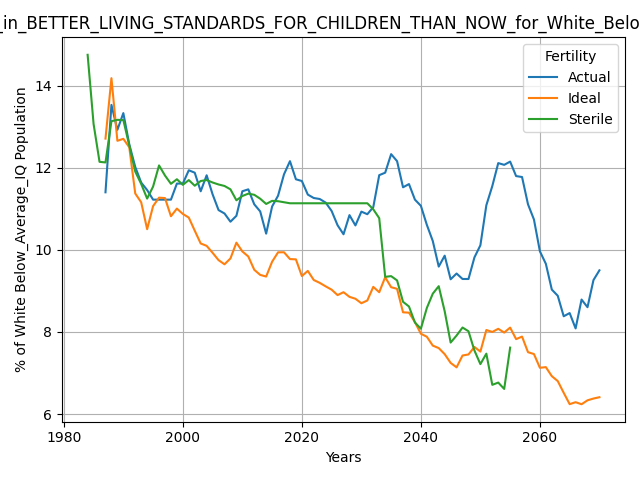 _in_BETTER_LIVING_STANDARDS_FOR_CHILDREN_THAN_NOW_for_White_Belo
% of White Below_Average_IQ Population
14
12
10
8
6
1980
2000
2020
2040
2060
Years
Fertility
Actual
Ideal
Sterile